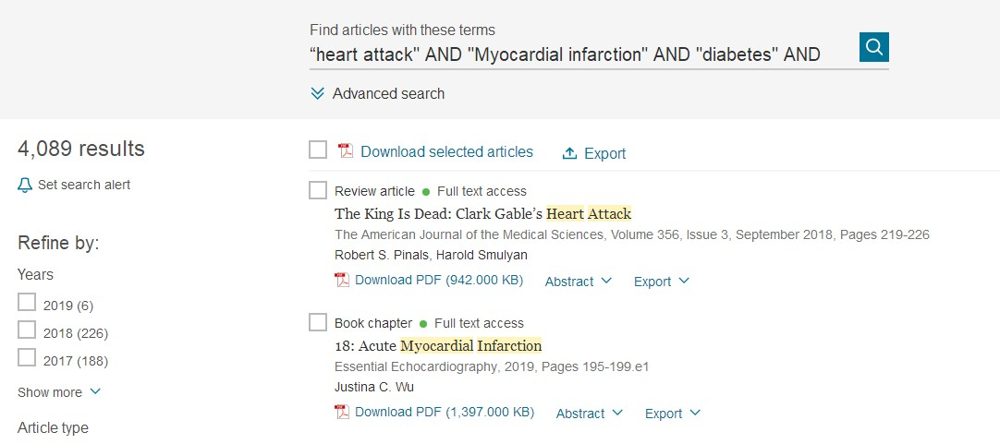 Find articles with these terms
“heart attack" AND "Myocardial infarction" AND "diabetes" AND
Advanced search
4,089 results
Set search alert
Refine by:
Years
2019 (6)
2018 (226)
2017 (188)
Show more
Article type
Download selected articles Export
Review article Full text access
The King Is Dead: Clark Gable’s Heart Attack
The American Journal of the Medical Sciences, Volume 356, Issue 3, September 2018, Pages 219-226
Robert S. Pinals, Harold Smulyan
Download PDF (942.000 KB) Abstract Export
Book chapter Full text access
18: Acute Myocardial Infarction
Essential Echocardiography, 2019, Pages 195-199.e1
Justina C. Wu
Download PDF (1,397.000 KB) Abstract Export